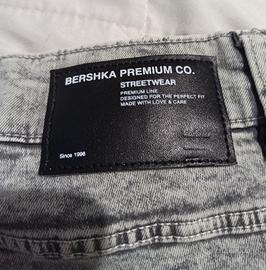 BERSHKA PREMIUM CO.
STREETWEAR
PREMIUM LINE
DESIGNED FOR THE PERFECT FIT
MADE WITH LOVE & CARE
Since 1998